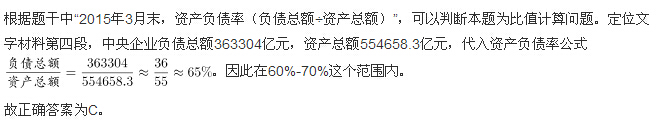 根据题干中“2015年3月末，资产负债率（负债总额÷资产总额）”，可以判断本题为比值计算问题。定位文
字材料第四段，中央企业负债总额363304亿元，资产总额554658.3亿元，代入资产负债率公式
负债总额/资产总额 = 363304/554658.3 ≈ 36/55 ≈ 65%。因此在60%-70%这个范围内。
故正确答案为C。